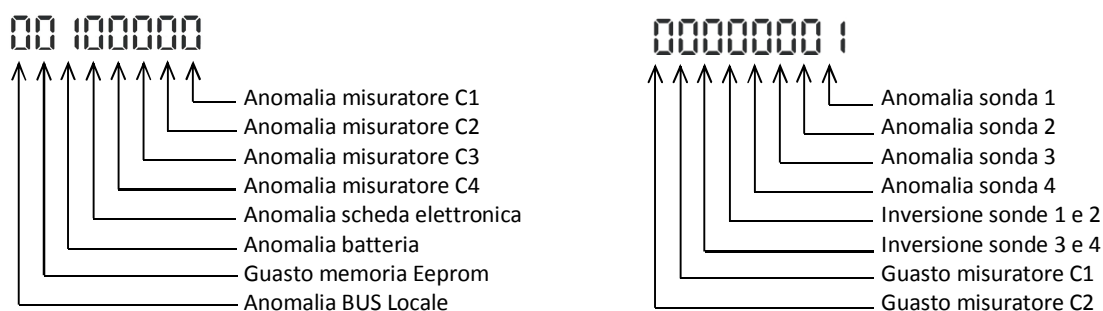 00100000
Anomalia misuratore C1
Anomalia misuratore C2
Anomalia misuratore C3
Anomalia misuratore C4
Anomalia scheda elettronica
Anomalia batteria
Guasto memoria Eeprom
Anomalia BUS Locale
00000001
Anomalia sonda 1
Anomalia sonda 2
Anomalia sonda 3
Anomalia sonda 4
Inversione sonde 1 e 2
Inversione sonde 3 e 4
Guasto misuratore C1
Guasto misuratore C2